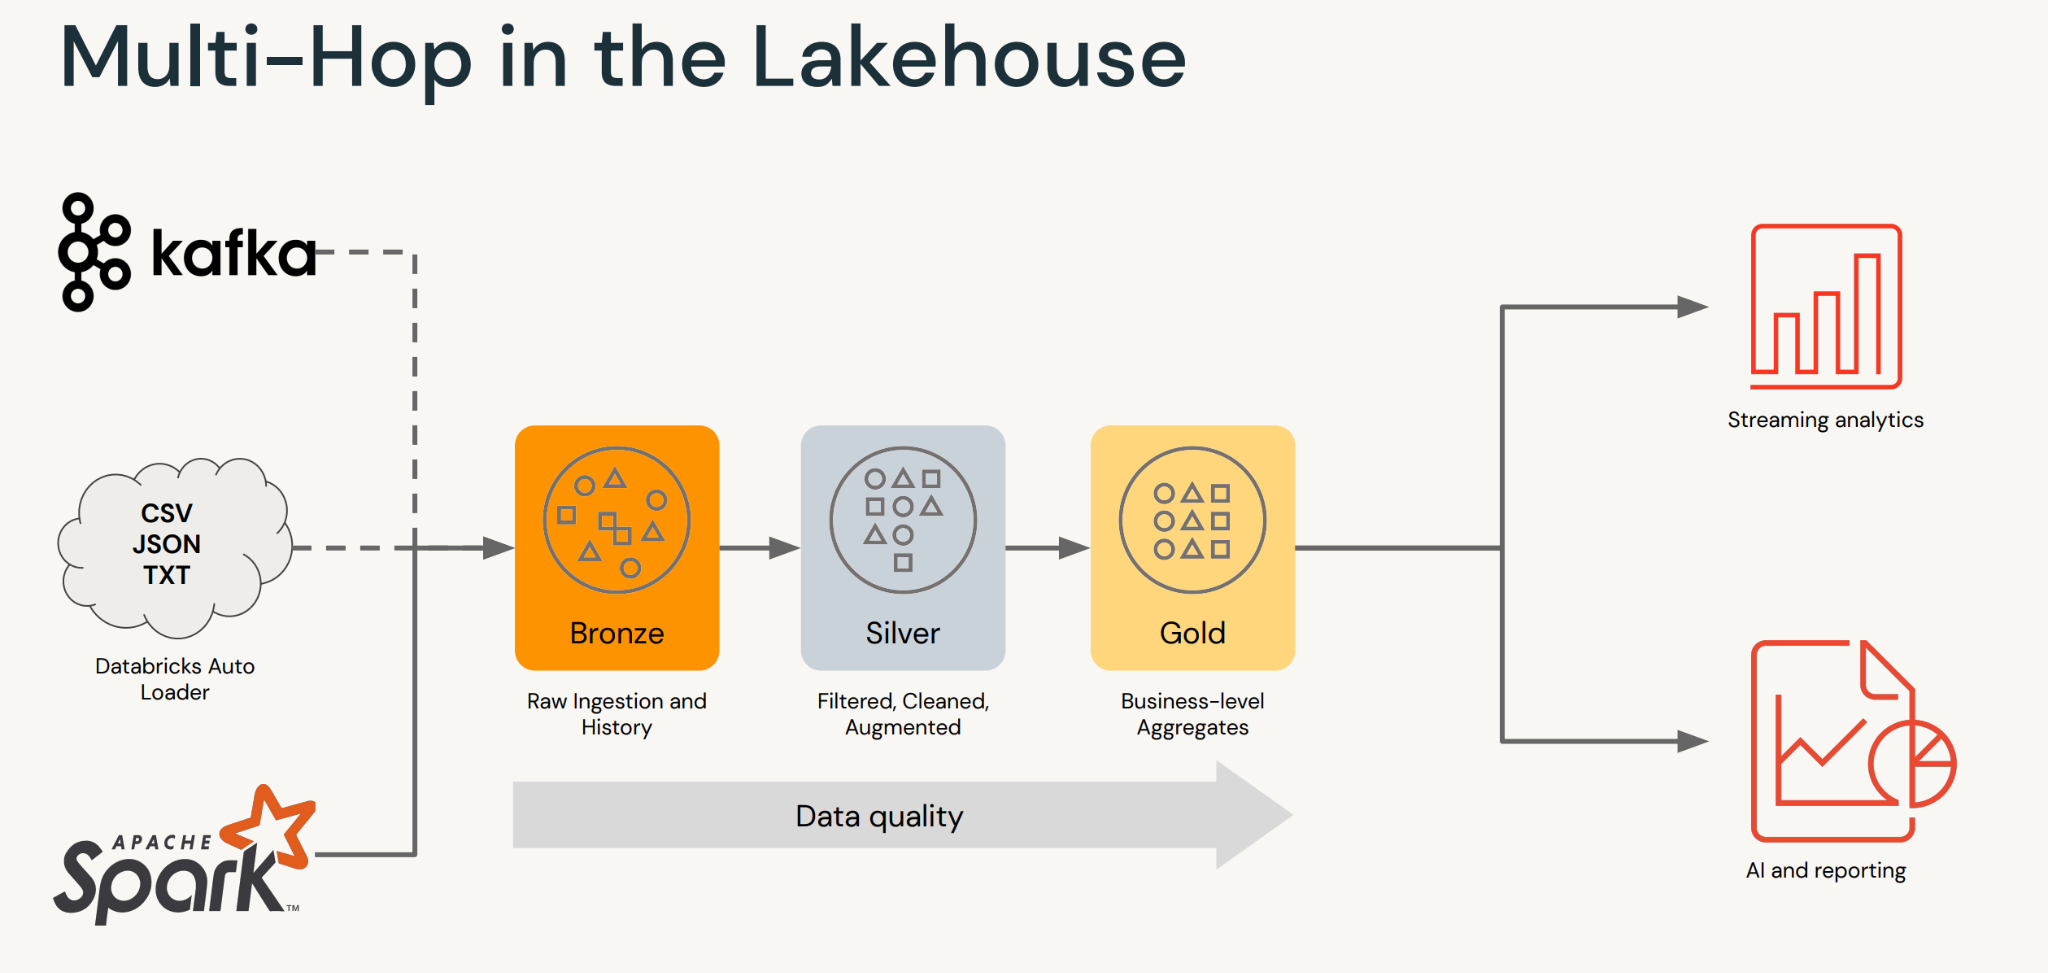 Multi-Hop in the Lakehouse
kafka
CSV
JSON
TXT
Databricks Auto
Loader
APACHE
Spark™
Bronze
Raw Ingestion and
History
Silver
Filtered, Cleaned,
Augmented
Gold
Business-level
Aggregates
Data quality
Streaming analytics
AI and reporting